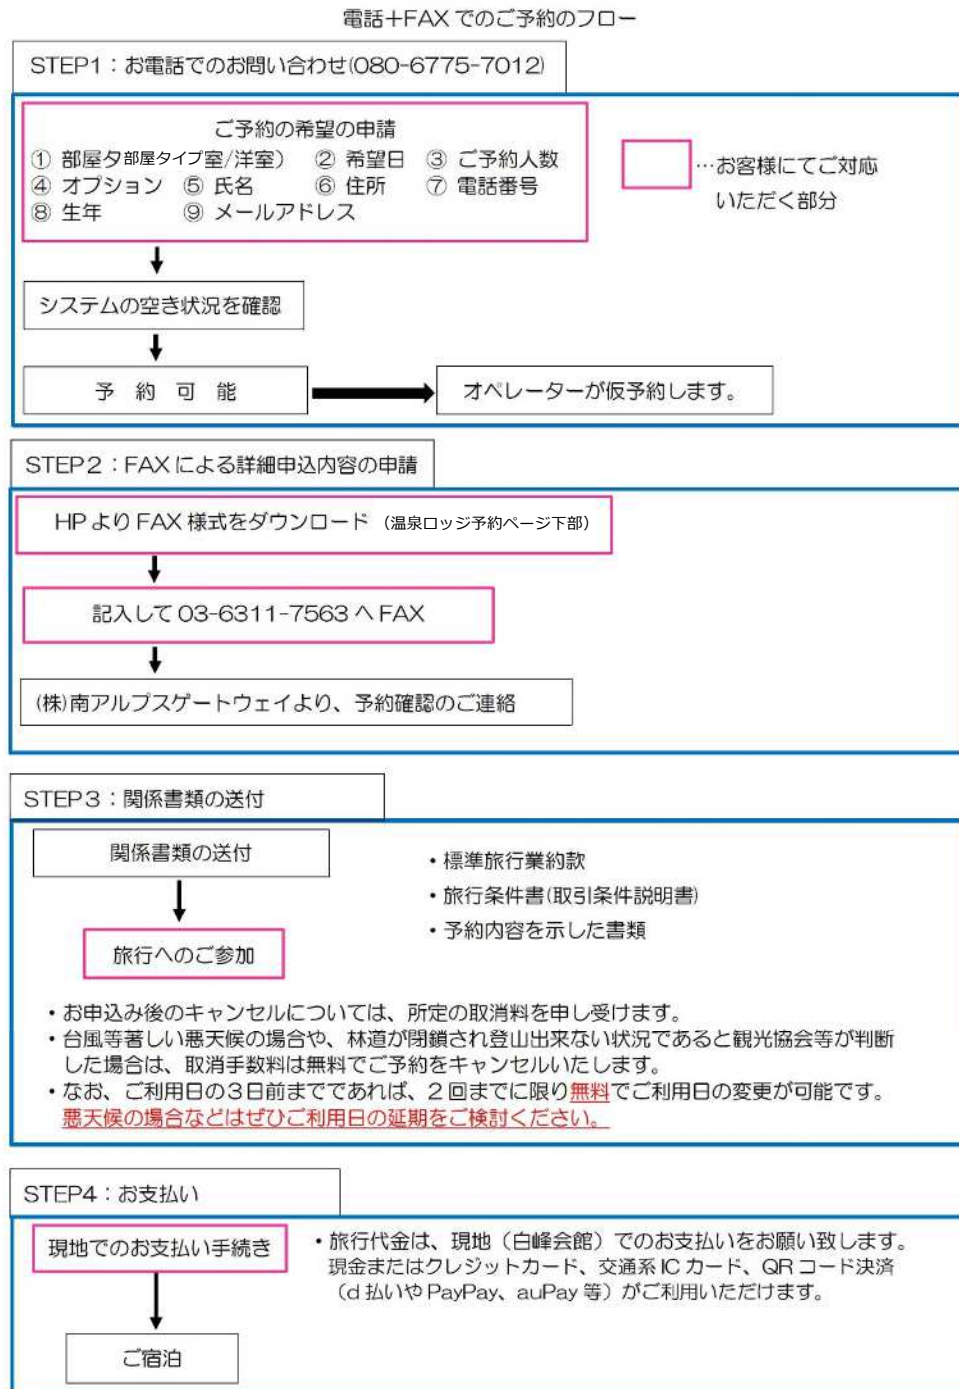 電話+FAXでのご予約のフロー
STEP1：お電話でのお問い合わせ(080-6775-7012)
ご予約の希望の申請
① 部屋タ部屋タイプ室/洋室） ② 希望日 ③ ご予約人数
④ オプション ⑤ 氏名 ⑥ 住所 ⑦ 電話番号
⑧ 生年 ⑨ メールアドレス
…お客様にてご対応
いただく部分
システムの空き状況を確認
予 約 可 能
オペレーターが仮予約します。
STEP2：FAXによる詳細申込内容の申請
HPよりFAX様式をダウンロード （温泉ロッジ予約ページ下部）
記入して03-6311-7563へFAX
(株)南アルプスゲートウェイより、予約確認のご連絡
STEP3：関係書類の送付
関係書類の送付
・標準旅行業約款
・旅行条件書(取引条件説明書)
・予約内容を示した書類
旅行へのご参加
・お申込み後のキャンセルについては、所定の取消料を申し受けます。
・台風等著しい悪天候の場合や、林道が閉鎖され登山出来ない状況であると観光協会等が判断
した場合は、取消手数料は無料でご予約をキャンセルいたします。
・なお、ご利用日の３日前までであれば、２回までに限り無料でご利用日の変更が可能です。
悪天候の場合などはぜひご利用日の延期をご検討ください。
STEP4：お支払い
現地でのお支払い手続き
・旅行代金は、現地（白峰会館）でのお支払いをお願い致します。
現金またはクレジットカード、交通系ICカード、QRコード決済
（d払いやPayPay、auPay等）がご利用いただけます。
ご宿泊